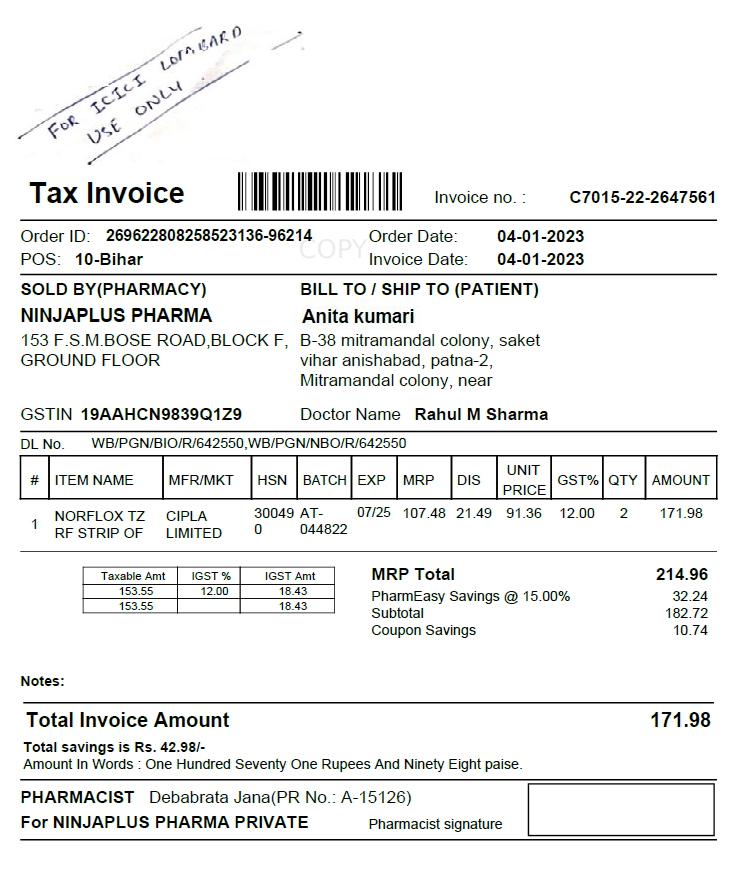 FOR ICICI LOMBARD
USE ONLY
Tax Invoice
Invoice no. : C7015-22-2647561
Order ID: 269622808258523136-96214 Order Date: 04-01-2023
COPY
POS: 10-Bihar Invoice Date: 04-01-2023
SOLD BY(PHARMACY) BILL TO / SHIP TO (PATIENT)
NINJAPLUS PHARMA Anita kumari
153 F.S.M.BOSE ROAD,BLOCK F, B-38 mitramandal colony, saket
GROUND FLOOR vihar anishabad, patna-2,
Mitramandal colony, near
GSTIN 19AAHCN9839Q1Z9 Doctor Name Rahul M Sharma
DL No. WB/PGN/BIO/R/642550,WB/PGN/NBO/R/642550
# ITEM NAME MFR/MKT HSN BATCH EXP MRP DIS UNIT PRICE GST% QTY AMOUNT
1 NORFLOX TZ CIPLA 30049 AT- 07/25 107.48 21.49 91.36 12.00 2 171.98
RF STRIP OF LIMITED 0 044822
Taxable Amt IGST % IGST Amt
153.55 12.00 18.43
153.55 18.43
MRP Total 214.96
PharmEasy Savings @ 15.00% 32.24
Subtotal 182.72
Coupon Savings 10.74
Notes:
Total Invoice Amount 171.98
Total savings is Rs. 42.98/-
Amount In Words : One Hundred Seventy One Rupees And Ninety Eight paise.
PHARMACIST Debabrata Jana(PR No.: A-15126)
For NINJAPLUS PHARMA PRIVATE Pharmacist signature